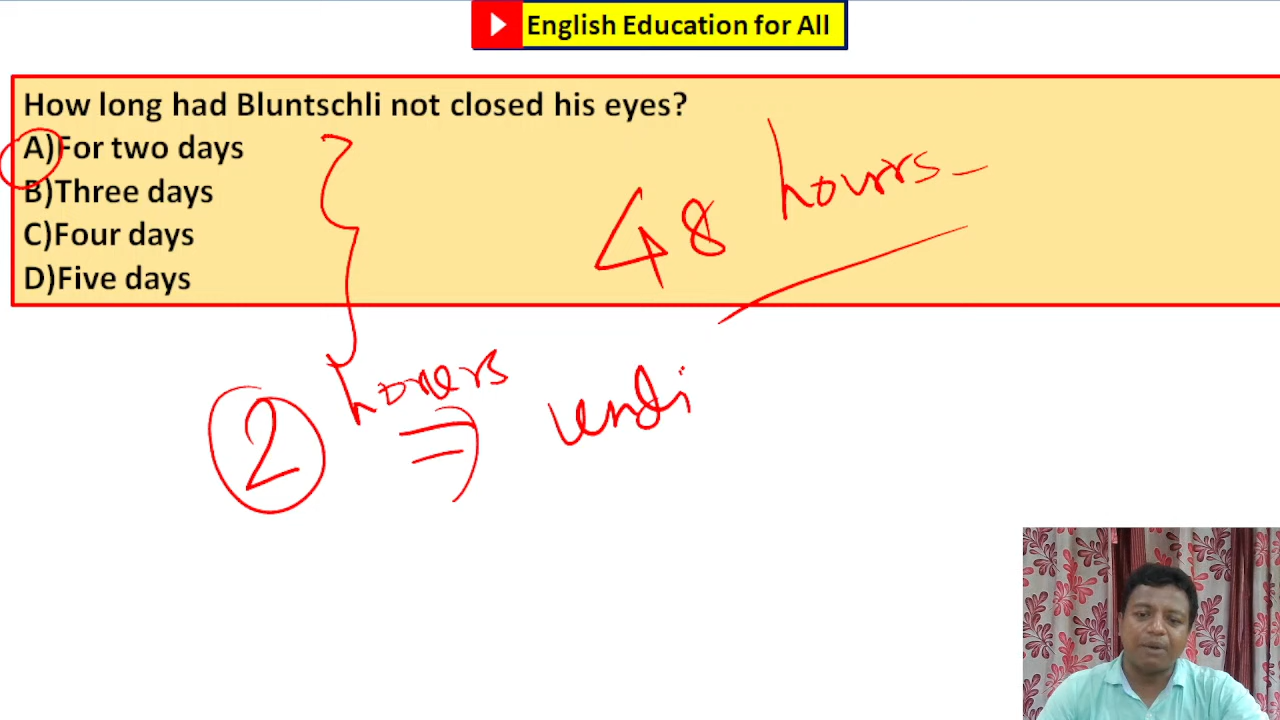 English Education for All
How long had Bluntschli not closed his eyes?
A)For two days
B)Three days
C)Four days
D)Five days
48 hours
2 hours